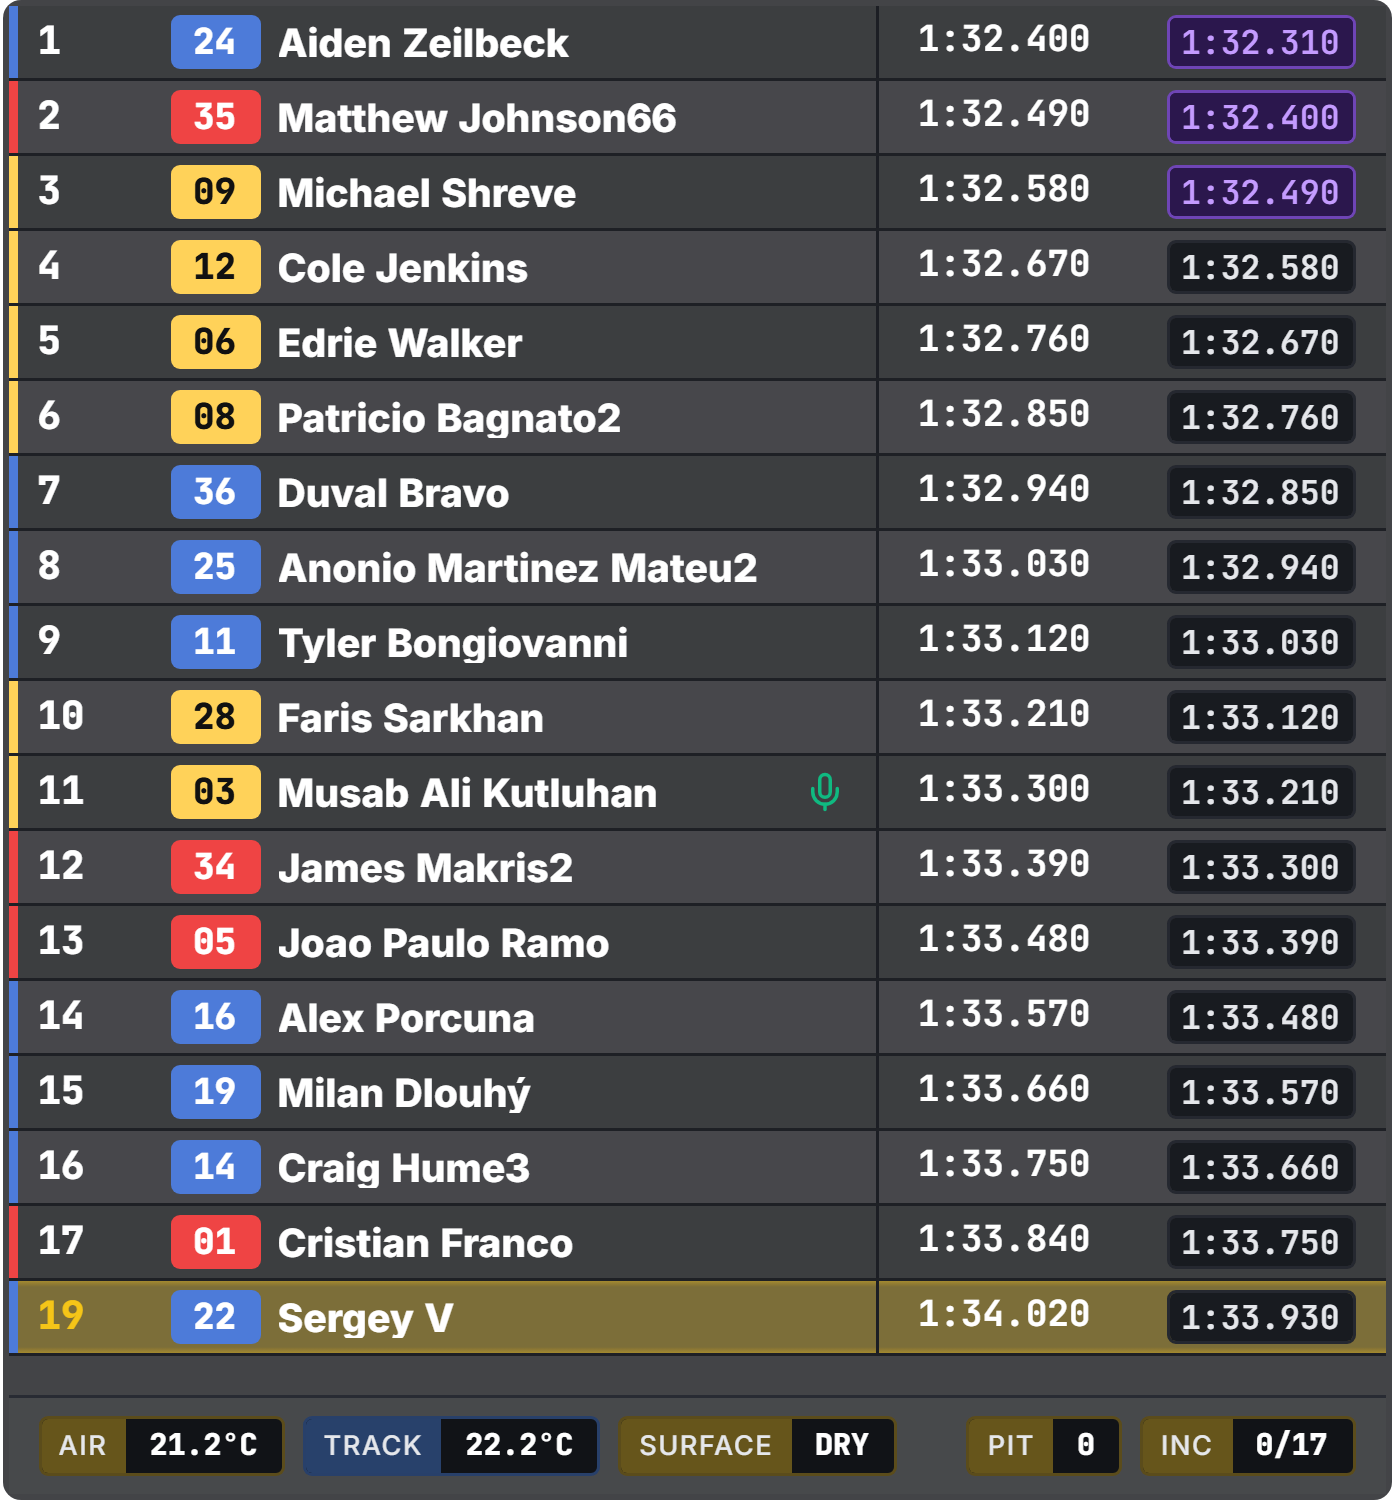 1 24 Aiden Zeilbeck 1:32.400 1:32.310
2 35 Matthew Johnson66 1:32.490 1:32.400
3 09 Michael Shreve 1:32.580 1:32.490
4 12 Cole Jenkins 1:32.670 1:32.580
5 06 Edrie Walker 1:32.760 1:32.670
6 08 Patricio Bagnato2 1:32.850 1:32.760
7 36 Duval Bravo 1:32.940 1:32.850
8 25 Anonio Martinez Mateu2 1:33.030 1:32.940
9 11 Tyler Bongiovanni 1:33.120 1:33.030
10 28 Faris Sarkhan 1:33.210 1:33.120
11 03 Musab Ali Kutluhan 1:33.300 1:33.210
12 34 James Makris2 1:33.390 1:33.300
13 05 Joao Paulo Ramo 1:33.480 1:33.390
14 16 Alex Porcuna 1:33.570 1:33.480
15 19 Milan Dlouhý 1:33.660 1:33.570
16 14 Craig Hume3 1:33.750 1:33.660
17 01 Cristian Franco 1:33.840 1:33.750
19 22 Sergey V 1:34.020 1:33.930
AIR 21.2°C TRACK 22.2°C SURFACE DRY PIT 0 INC 0/17